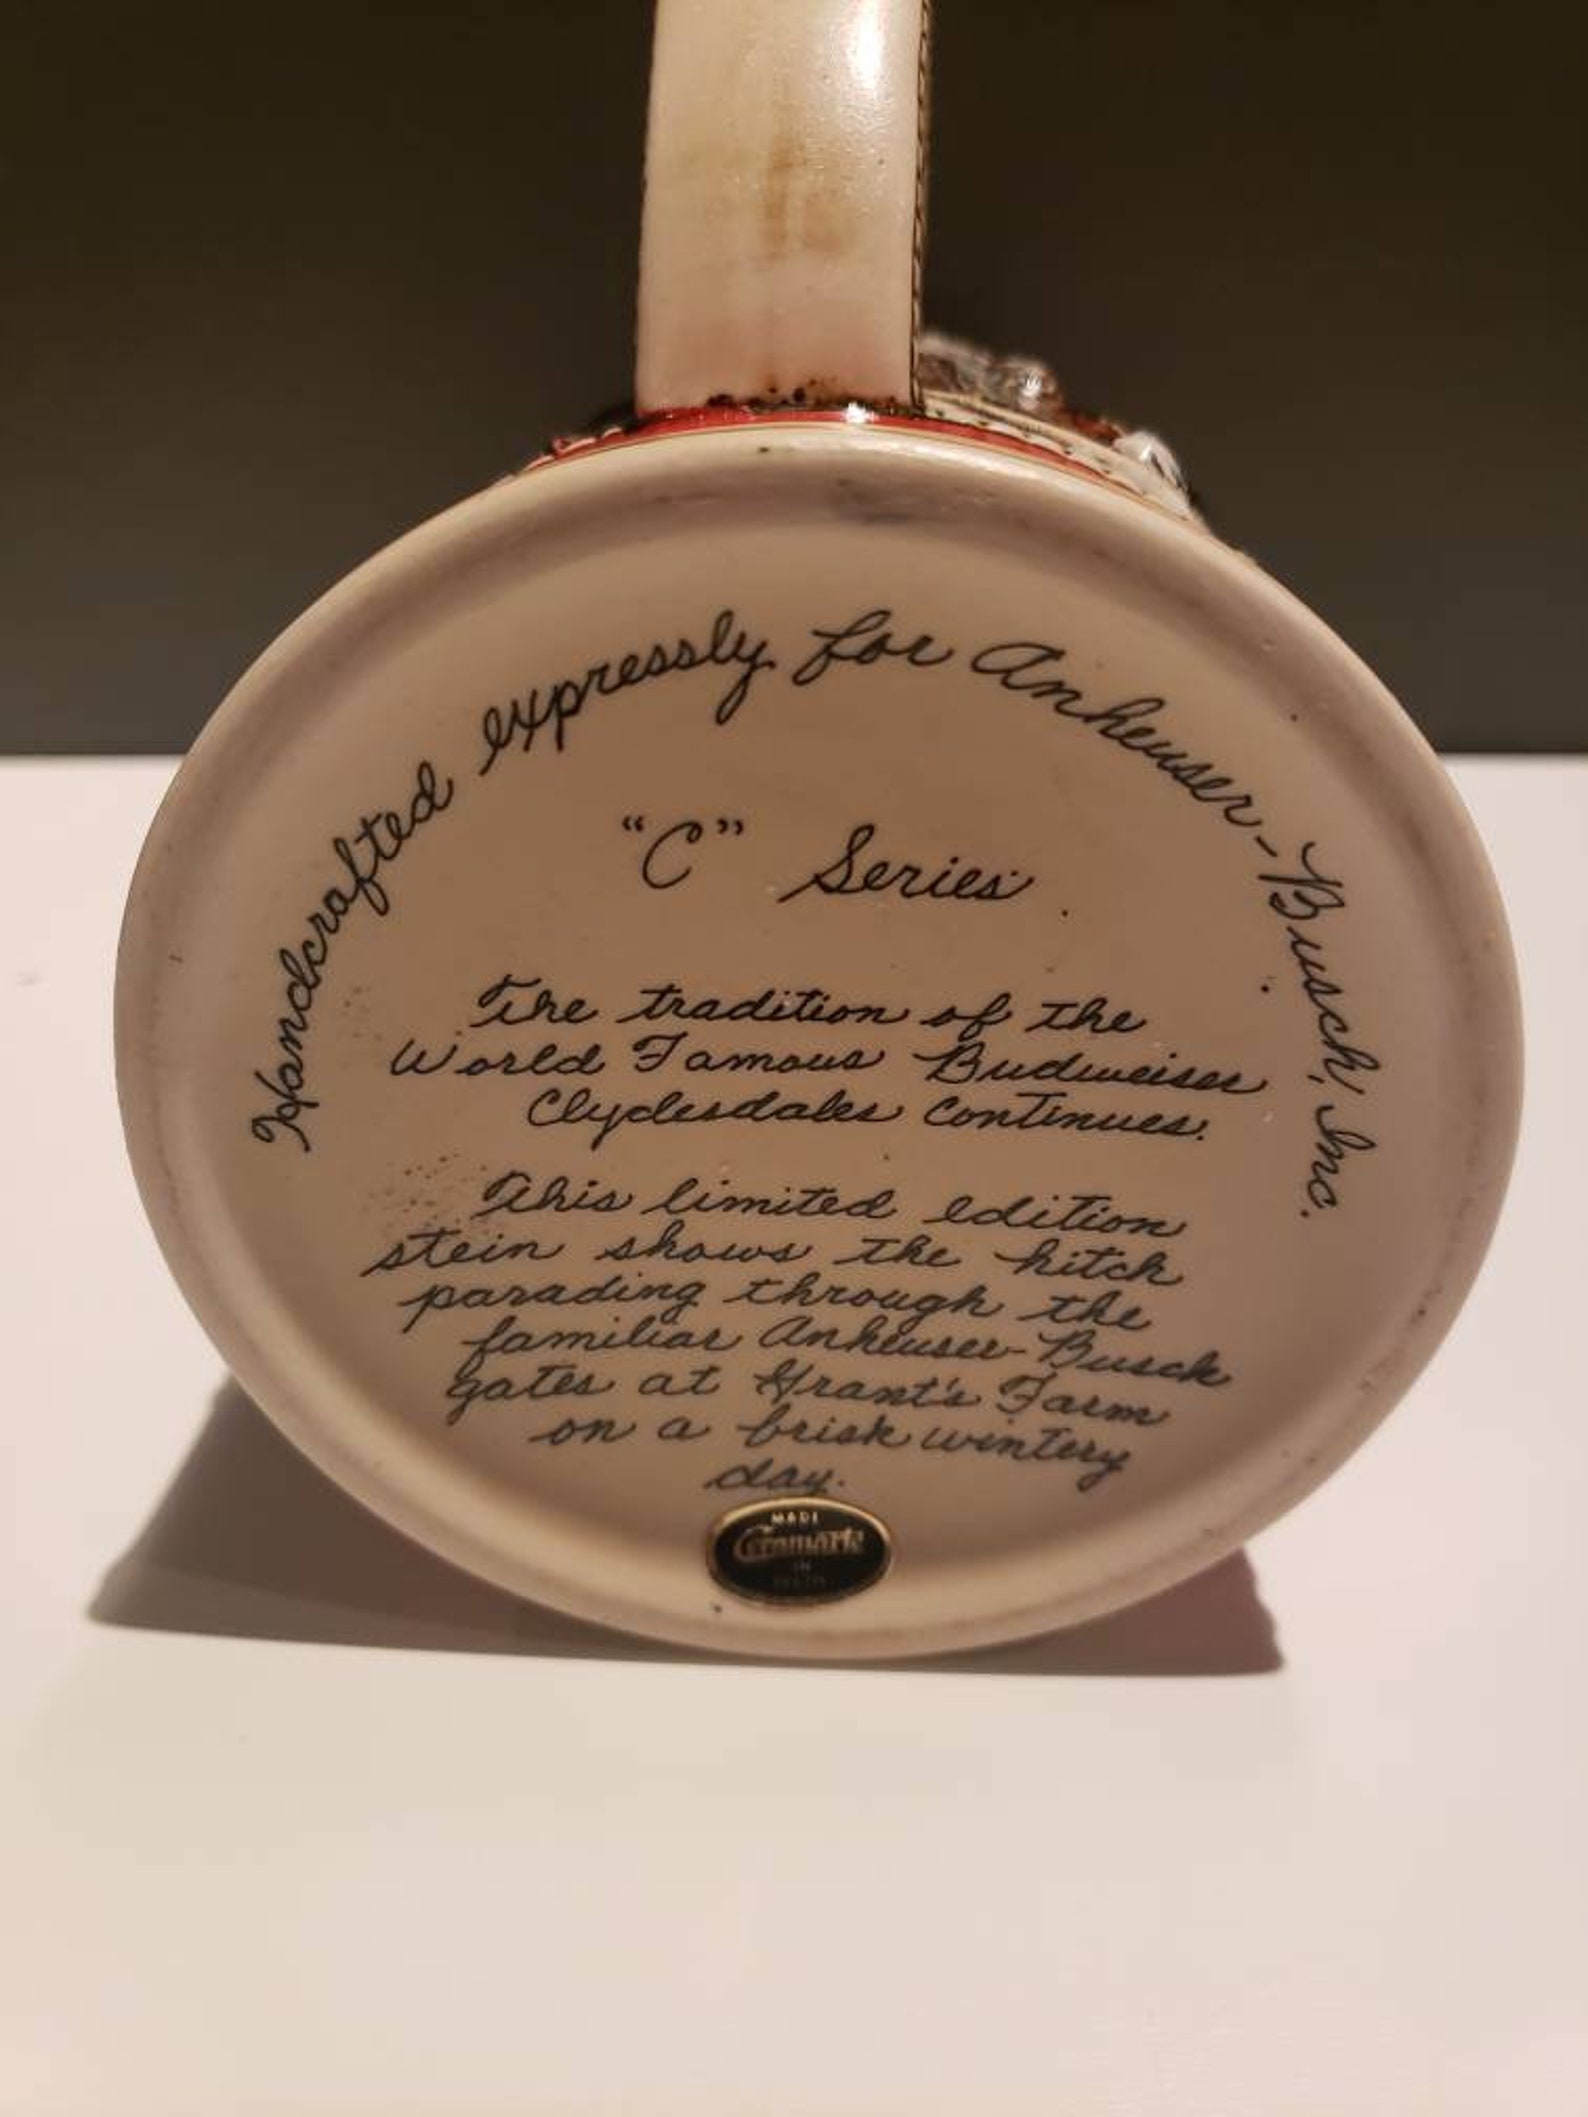 Handcrafted expressly for Anheuser-Busch, Inc.
"C" Series
The tradition of the
World Famous Budweiser
Clydesdales continues.
This limited edition
stein shows the hitch
parading through the
familiar Anheuser-Busch
gates at Grant's Farm
on a brisk wintery
day.
MADE
Ceramarte
IN